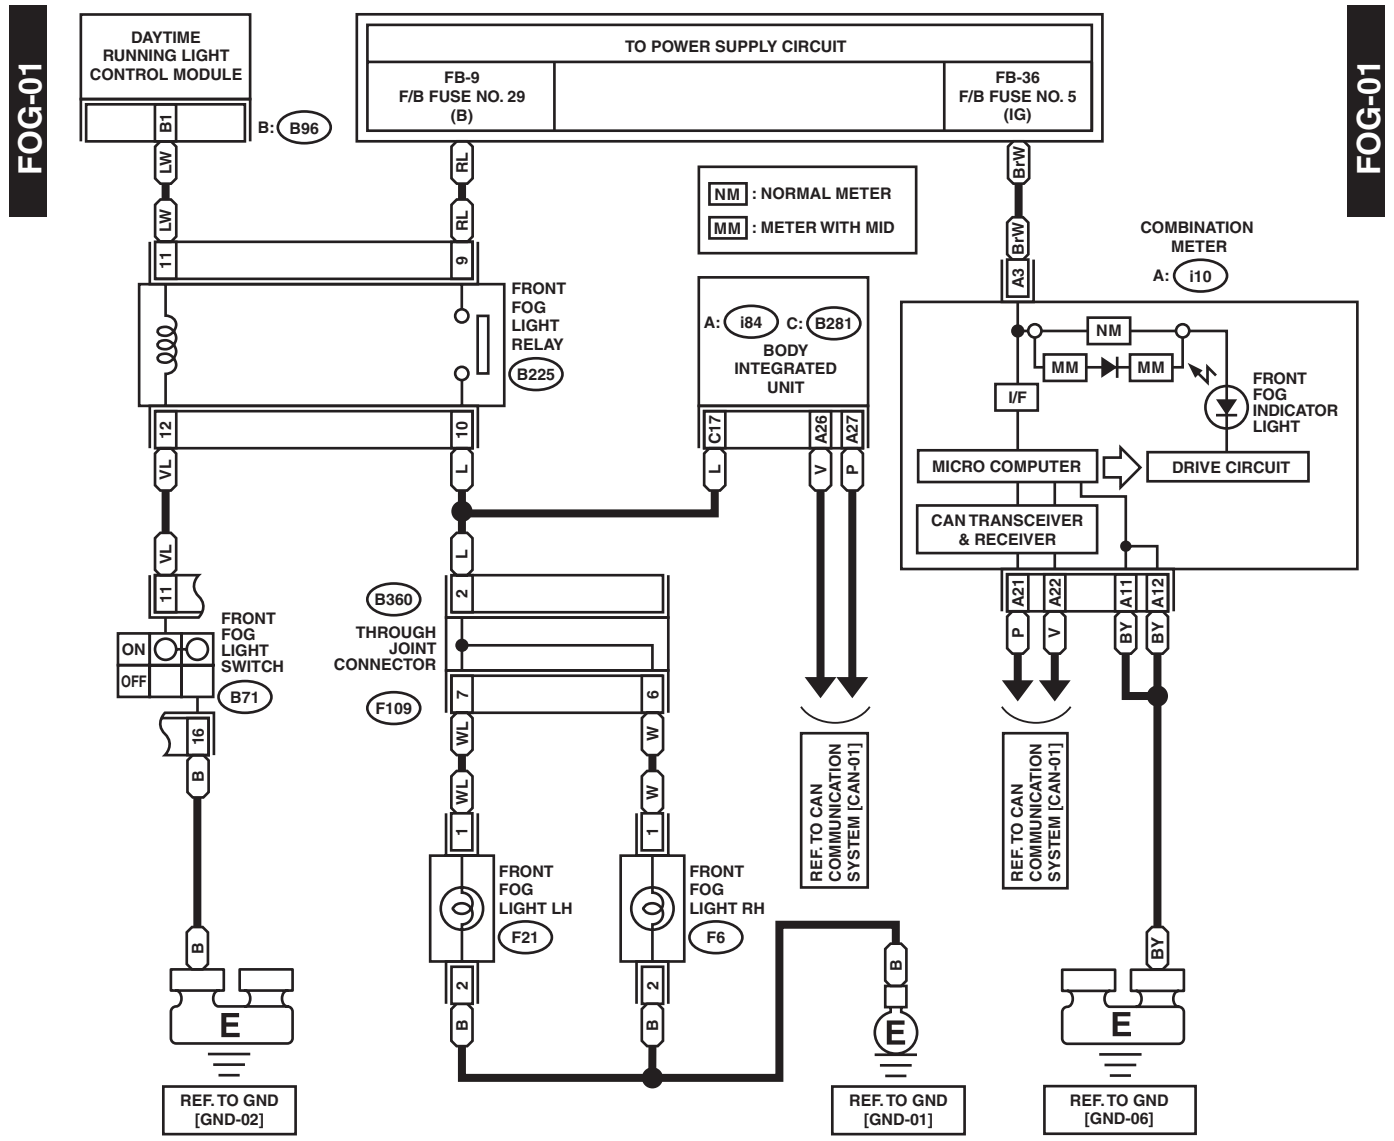 FOG-01
FOG-01
DAYTIME
RUNNING LIGHT
CONTROL MODULE
B1
B: B96
LW
LW
TO POWER SUPPLY CIRCUIT
FB-9
F/B FUSE NO. 29
(B)
FB-36
F/B FUSE NO. 5
(IG)
RL
RL
BrW
BrW
NM : NORMAL METER
MM : METER WITH MID
COMBINATION
METER
A: i10
A3
11
9
FRONT
FOG
LIGHT
RELAY
B225
12
10
A: i84 C: B281
BODY
INTEGRATED
UNIT
C17
A26
A27
L
V
P
NM
MM
MM
I/F
FRONT
FOG
INDICATOR
LIGHT
MICRO COMPUTER
DRIVE CIRCUIT
CAN TRANSCEIVER
& RECEIVER
A21
A22
A11
A12
P
V
BY
BY
VL
VL
L
L
11
ON
OFF
FRONT
FOG
LIGHT
SWITCH
B71
16
B
B
B360
2
THROUGH
JOINT
CONNECTOR
F109
7
6
WL
W
WL
W
1
1
FRONT
FOG
LIGHT LH
F21
FRONT
FOG
LIGHT RH
F6
2
2
B
B
REF. TO CAN
COMMUNICATION
SYSTEM [CAN-01]
REF. TO CAN
COMMUNICATION
SYSTEM [CAN-01]
B
BY
E
E
E
REF. TO GND
[GND-02]
REF. TO GND
[GND-01]
REF. TO GND
[GND-06]